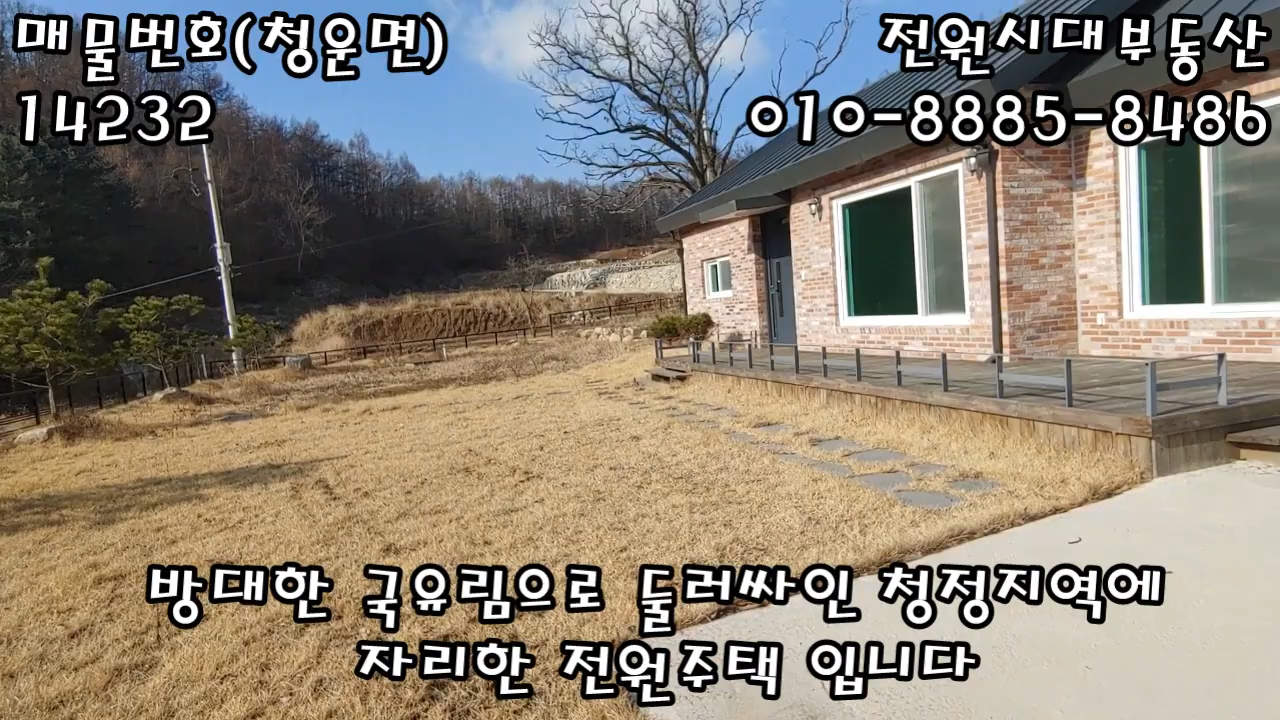 매물번호(청운면)
14232
전원시대부동산
010-8885-8486
방대한 국유림으로 둘러싸인 청정지역에
자리한 전원주택 입니다